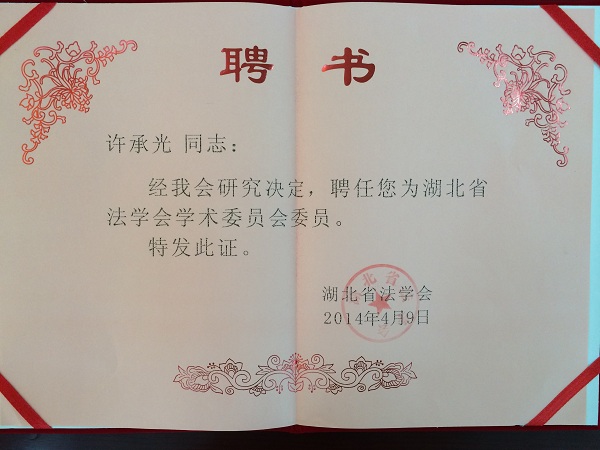 聘书
许承光 同志：
经我会研究决定，聘任您为湖北省
法学会学术委员会委员。
特发此证。
湖北省法学会
2014年4月9日